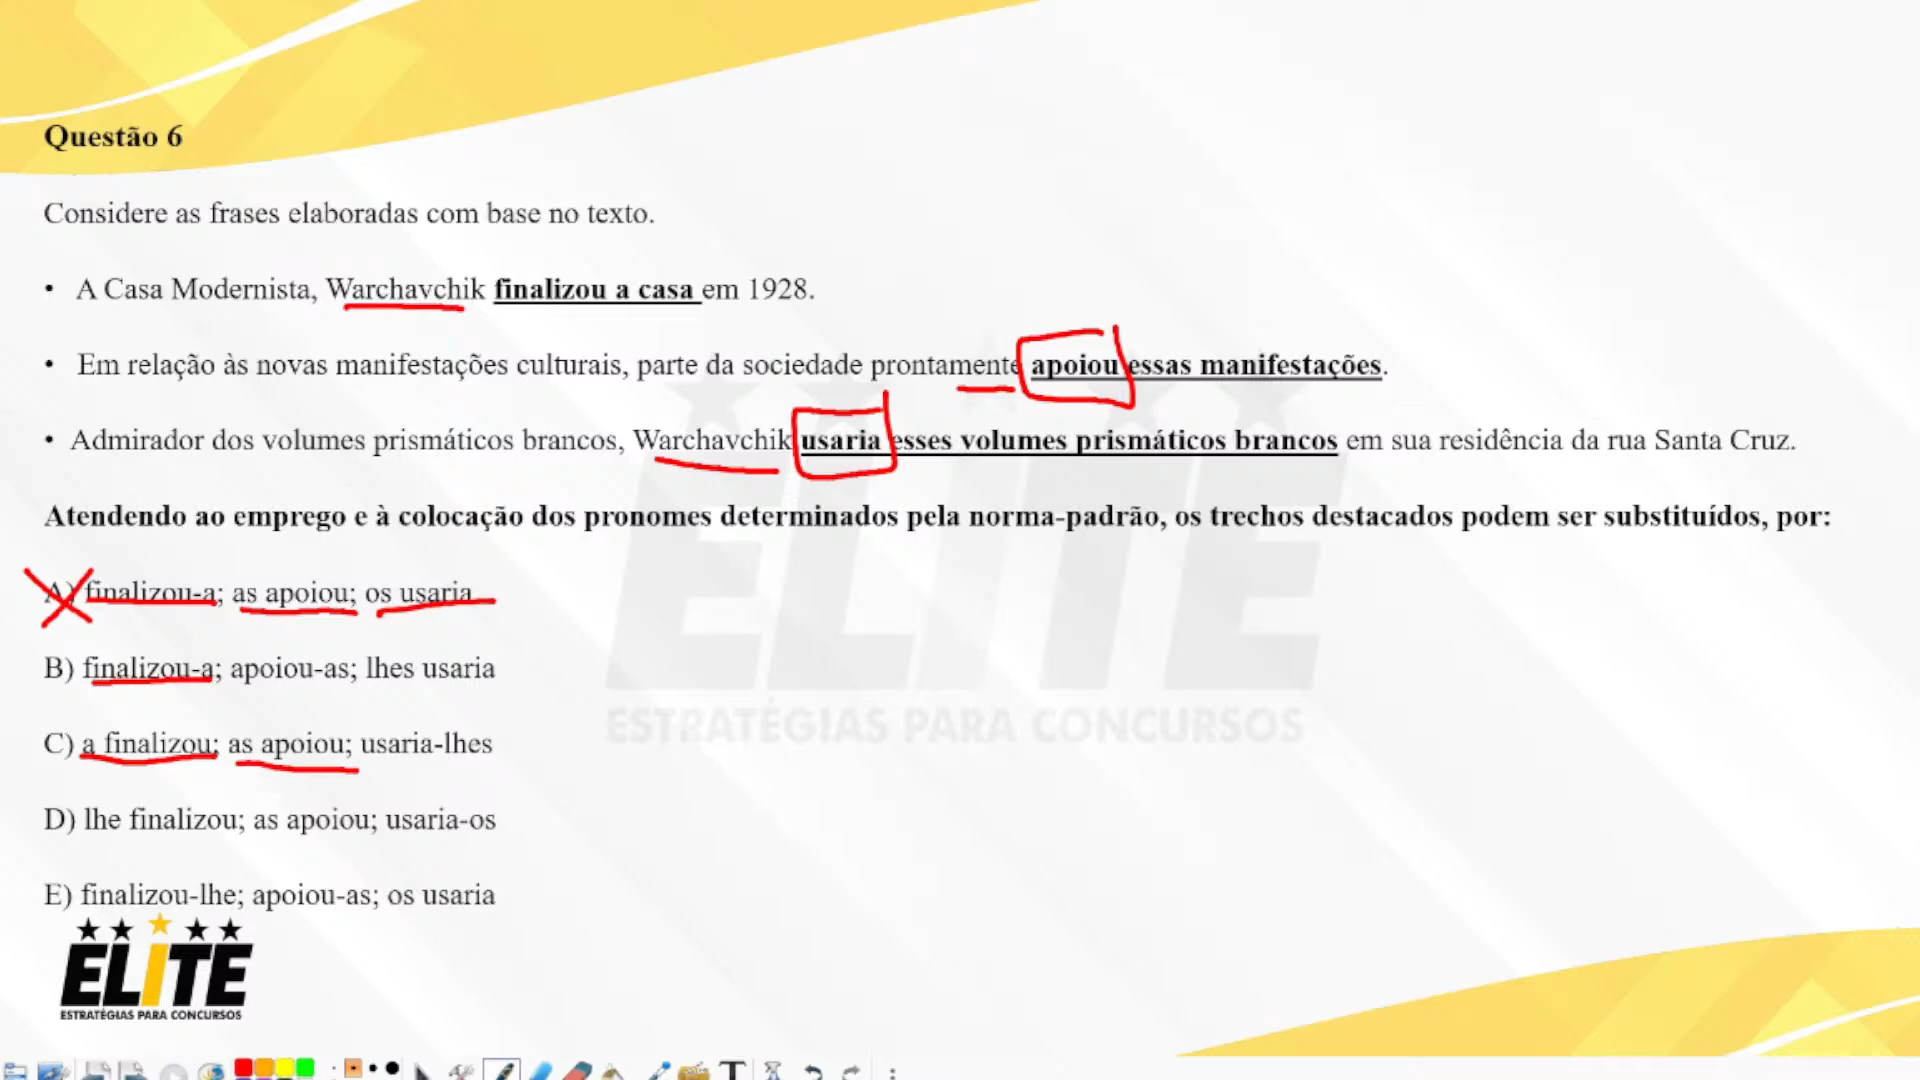 Questão 6
Considere as frases elaboradas com base no texto.
• A Casa Modernista, Warchavchik finalizou a casa em 1928.
• Em relação às novas manifestações culturais, parte da sociedade prontamente apoiou essas manifestações.
• Admirador dos volumes prismáticos brancos, Warchavchik usaria esses volumes prismáticos brancos em sua residência da rua Santa Cruz.
Atendendo ao emprego e à colocação dos pronomes determinados pela norma-padrão, os trechos destacados podem ser substituídos, por:
A) finalizou-a; as apoiou; os usaria
B) finalizou-a; apoiou-as; lhes usaria
C) a finalizou; as apoiou; usaria-lhes
D) lhe finalizou; as apoiou; usaria-os
E) finalizou-lhe; apoiou-as; os usaria
ELITE
ESTRATÉGIAS PARA CONCURSOS
ELITE
ESTRATÉGIAS PARA CONCURSOS